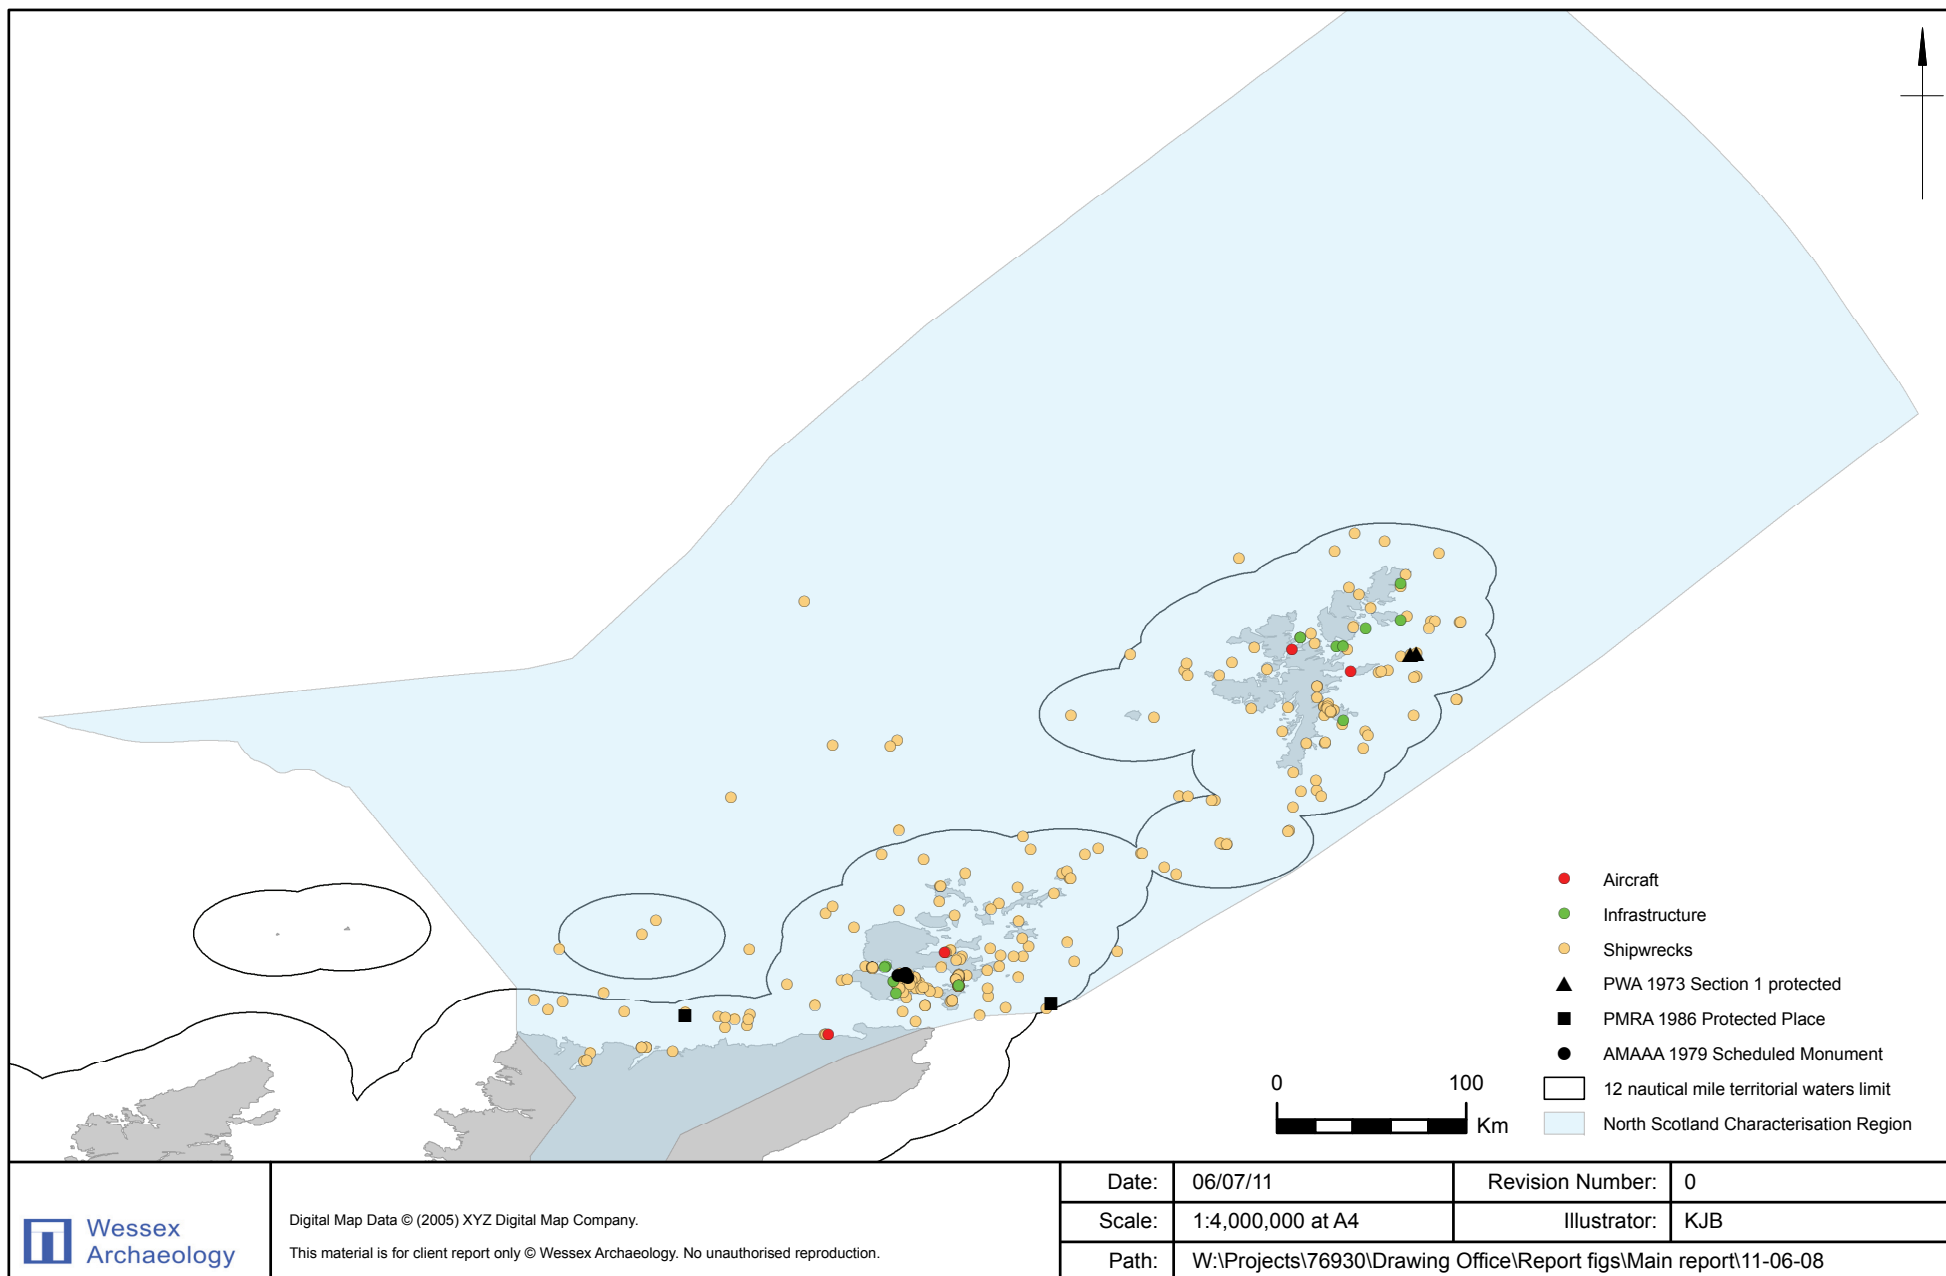 Aircraft
Infrastructure
Shipwrecks
PWA 1973 Section 1 protected
PMRA 1986 Protected Place
AMAAA 1979 Scheduled Monument
12 nautical mile territorial waters limit
North Scotland Characterisation Region
0 100
Km
Wessex
Archaeology
Digital Map Data © (2005) XYZ Digital Map Company.
This material is for client report only © Wessex Archaeology. No unauthorised reproduction.
Date: 06/07/11 Revision Number: 0
Scale: 1:4,000,000 at A4 Illustrator: KJB
Path: W:\Projects\76930\Drawing Office\Report figs\Main report\11-06-08